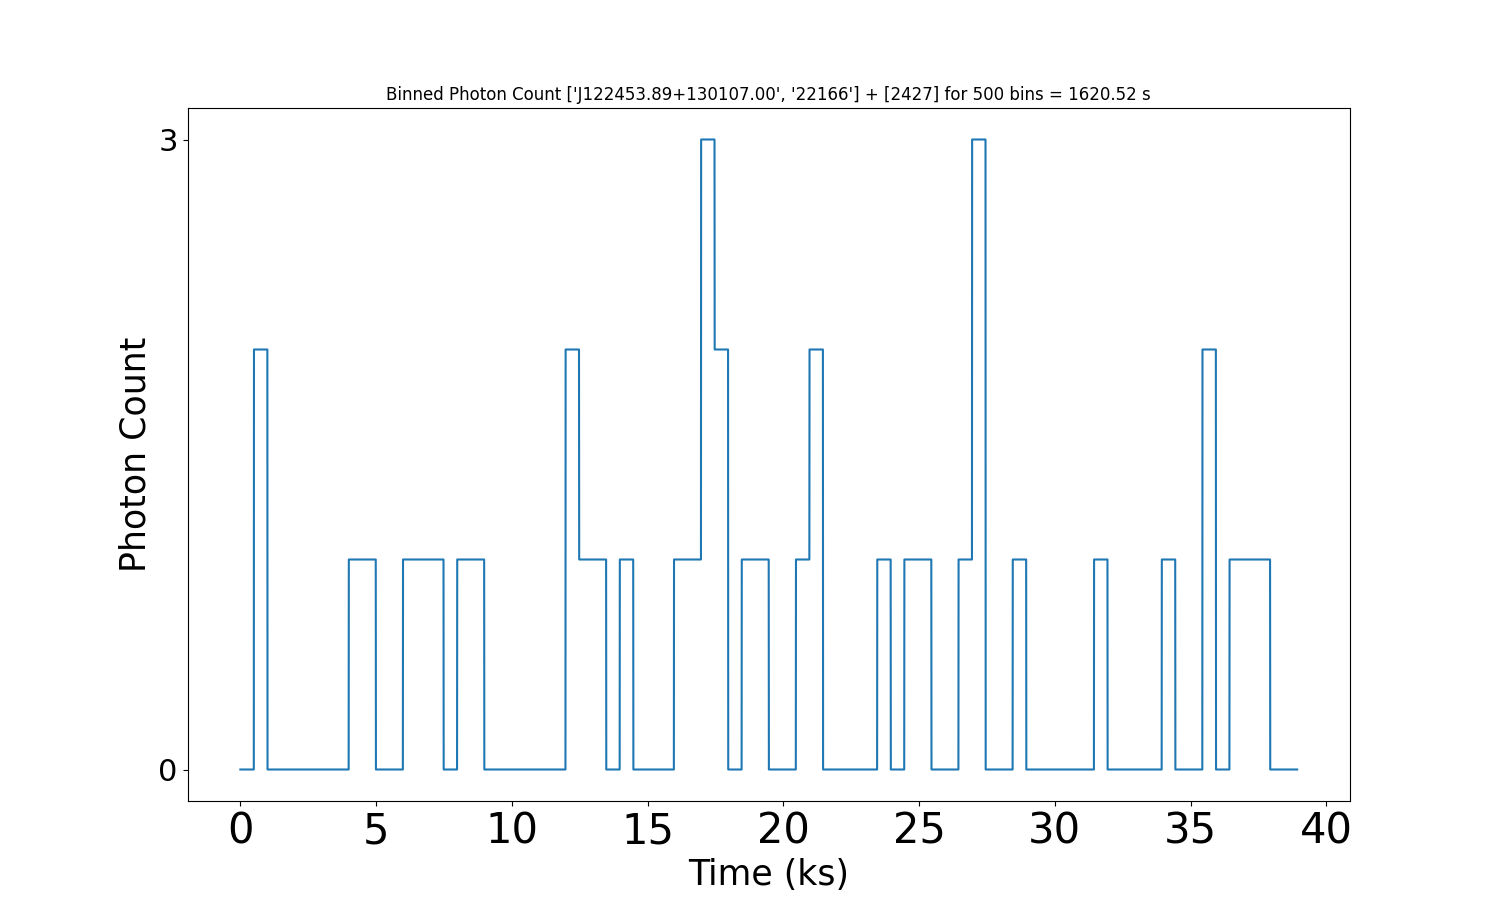 Binned Photon Count ['J122453.89+130107.00', '22166'] + [2427] for 500 bins = 1620.52 s
3
Photon Count
0
0 5 10 15 20 25 30 35 40
Time (ks)